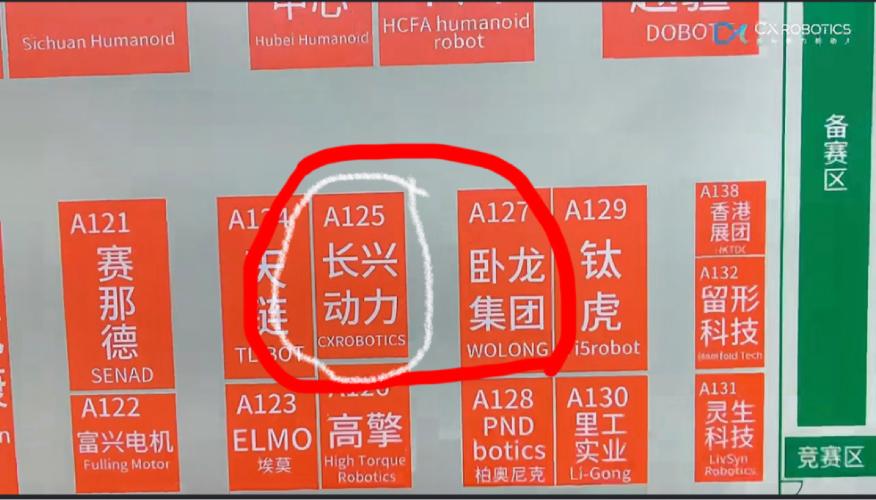 Sichuan Humanoid
Hubei Humanoid
HCFA humanoid
robot
DOBOT
CXROBOTICS
A121
赛
那
德
SENAD
A122
富兴电机
Fulling Motor
A123
ELMO
埃莫
A125
长兴
动力
CXROBOTICS
高擎
High Torque
Robotics
A127
卧龙
集团
WOLONG
A128
PND
botics
柏奥尼克
A129
钛
虎
A130
里工
实业
Li-Gong
A138
香港
展团
HKTDC
A132
留形
科技
A131
灵生
科技
LivSyn
Robotics
备
赛
区
竞赛区